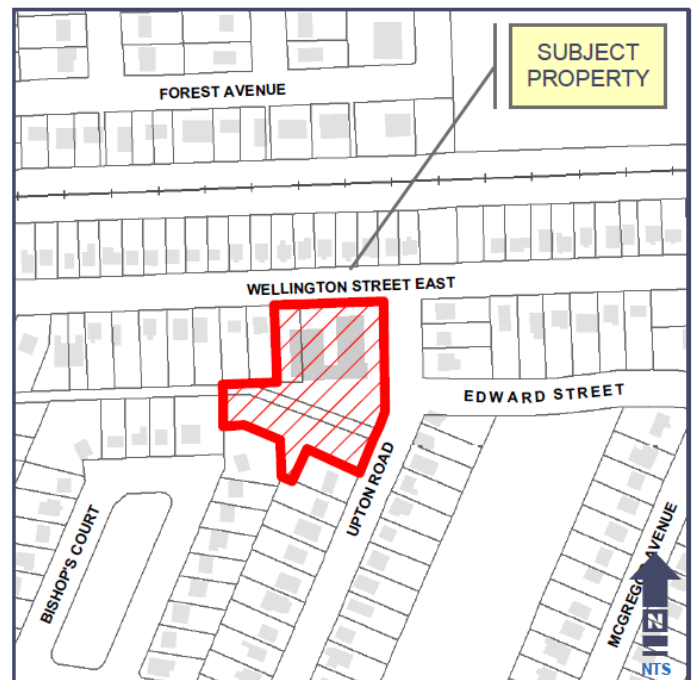 SUBJECT
PROPERTY
FOREST AVENUE
WELLINGTON STREET EAST
EDWARD STREET
UPTON ROAD
BISHOP'S COURT
MCGREGOR AVENUE
N
NTS